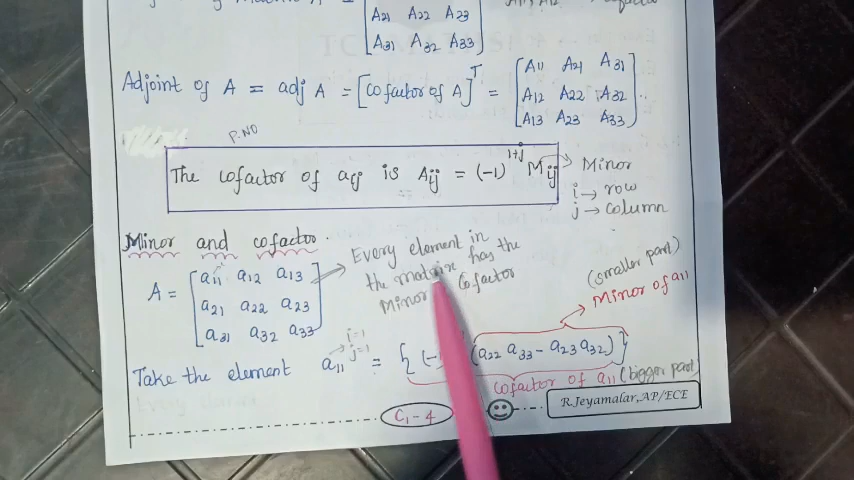 A21 A22 A23
A31 A32 A33
Adjoint of A = adj A = [cofactor of A]^T = [A11 A21 A31
A12 A22 A32
A13 A23 A33]
P.NO
The cofactor of aij is Aij = (-1)^i+j Mij → Minor
i → row
j → column
Minor and cofactor.
Every element in
the matrix has the
Minor Cofactor
A = [a11 a12 a13
a21 a22 a23
a31 a32 a33]
(smaller part)
Minor of a11
i=1
j=1
Take the element a11 = {(-1) (a22 a33 - a23 a32)}
cofactor of a11 (bigger part)
C1-4
R.Jeyamalar,AP/ECE